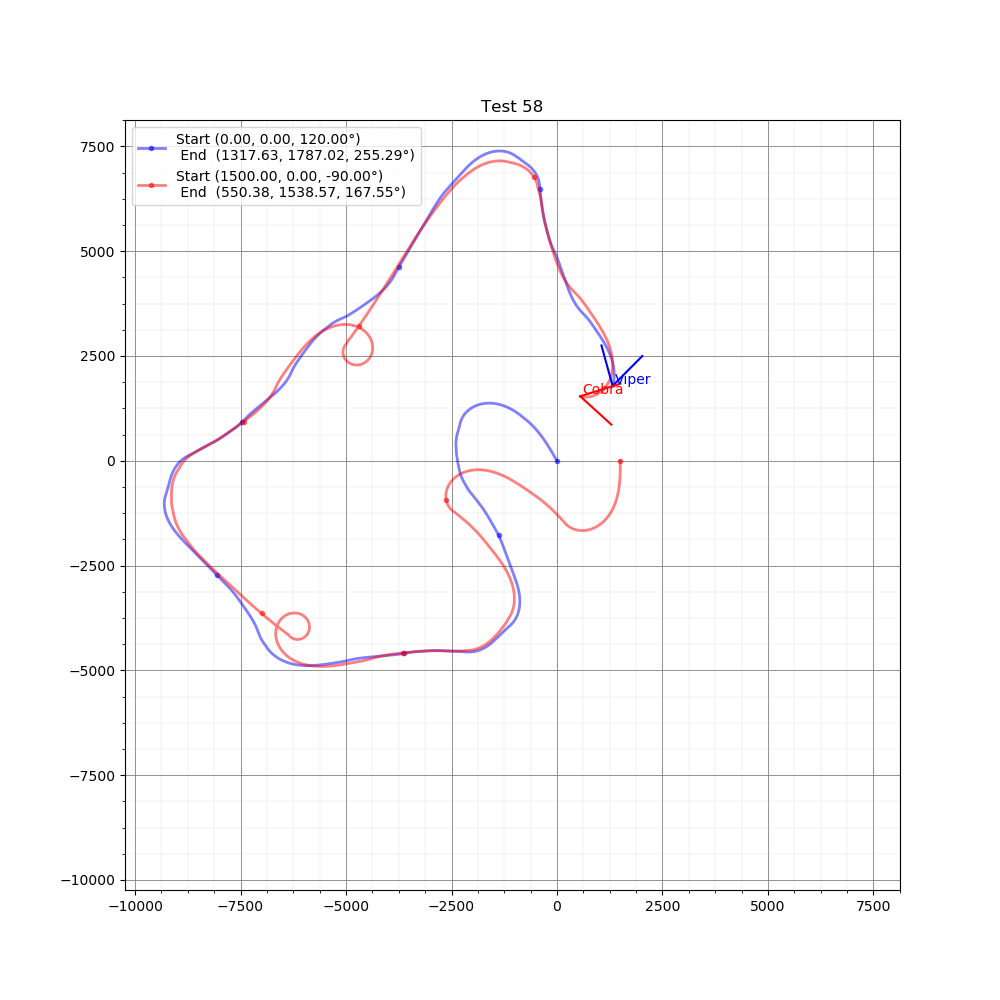 Test 58
Start (0.00, 0.00, 120.00°)
End (1317.63, 1787.02, 255.29°)
Start (1500.00, 0.00, -90.00°)
End (550.38, 1538.57, 167.55°)
7500
5000
2500
0
−2500
−5000
−7500
−10000
Viper
Cobra
−10000 −7500 −5000 −2500 0 2500 5000 7500